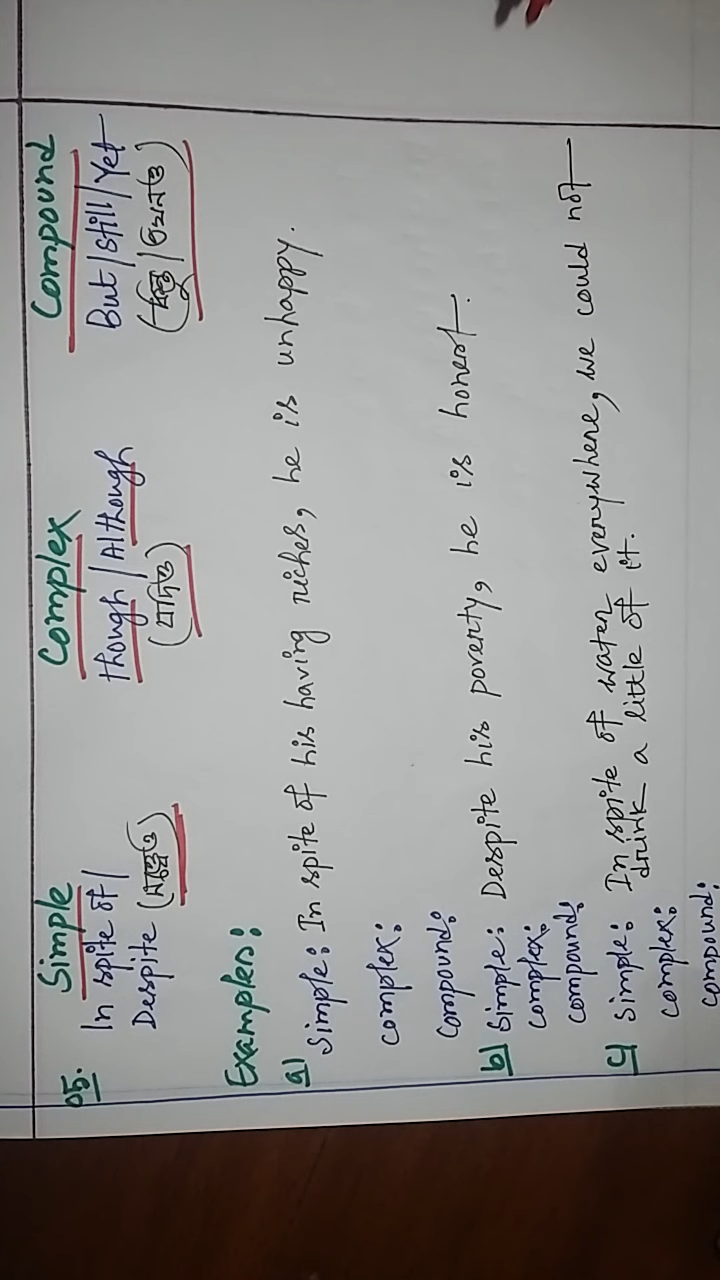 05. Simple Complex Compound
In spite of/ though/Although But/Still/Yet
Despite (সত্ত্বেও) (যদিও) (কিন্তু/তথাপিও)
Examples:
a) Simple: In spite of his having riches, he is unhappy.
complex:
Compound:
b) Simple: Despite his poverty, he is honest.
complex:
compound:
c) Simple: In spite of water everywhere, we could not
drink a little of it.
complex:
compound: